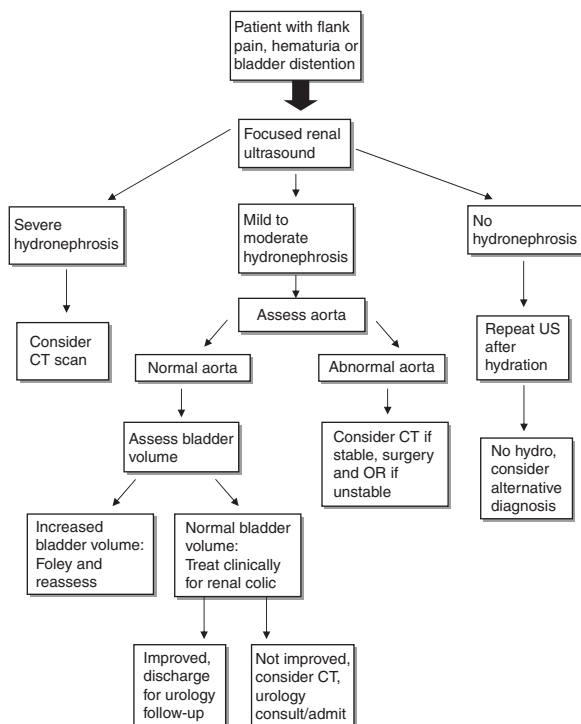 Patient with flank
pain, hematuria or
bladder distention
Focused renal
ultrasound
Severe
hydronephrosis
Mild to
moderate
hydronephrosis
No
hydronephrosis
Assess aorta
Consider
CT scan
Repeat US
after
hydration
Normal aorta
Abnormal aorta
Assess bladder
volume
Consider CT if
stable, surgery
and OR if
unstable
No hydro,
consider
alternative
diagnosis
Increased
bladder volume:
Foley and
reassess
Normal bladder
volume:
Treat clinically
for renal colic
Improved,
discharge
for urology
follow-up
Not improved,
consider CT,
urology
consult/admit